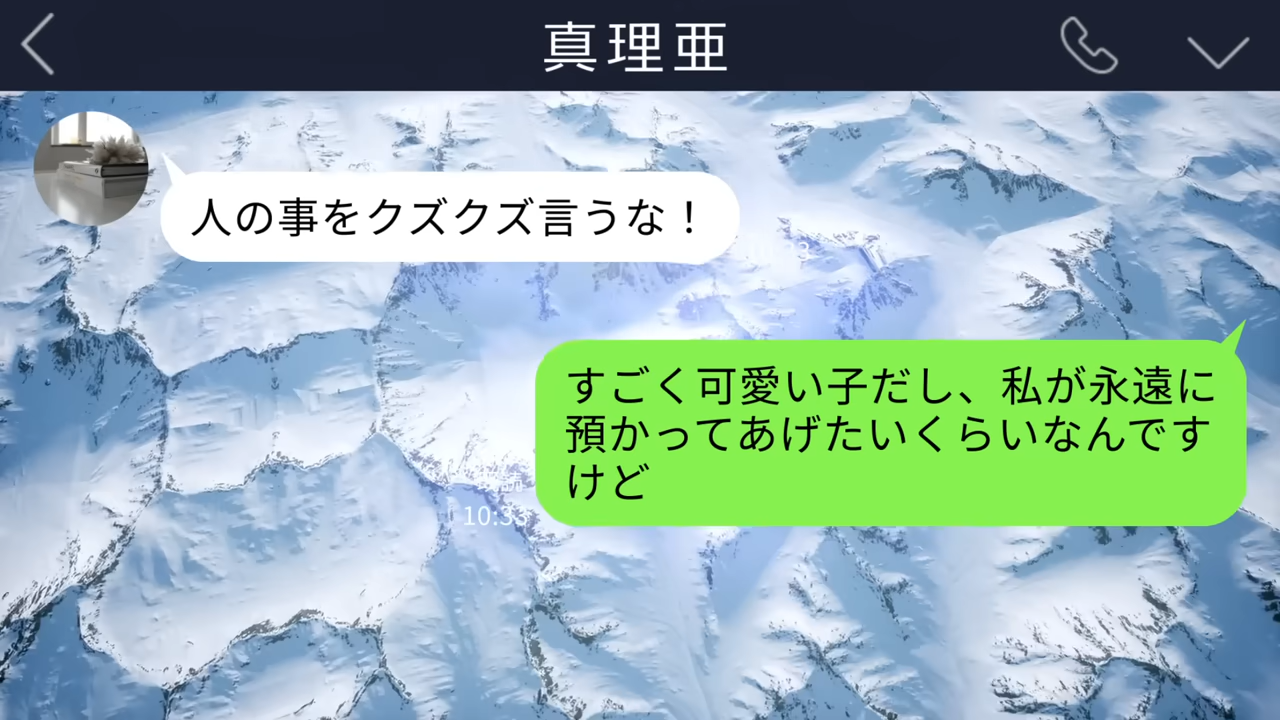 真理亜
人の事をクズクズ言うな！
すごく可愛い子だし、私が永遠に
預かってあげたいくらいなんです
けど